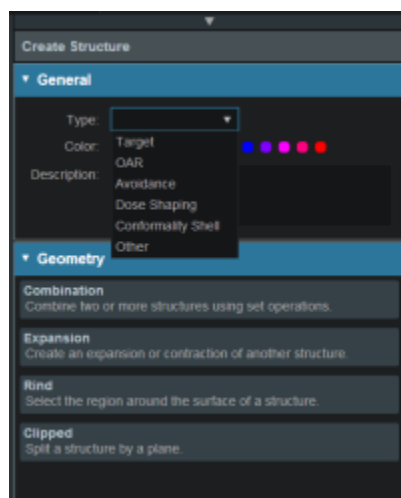 Create Structure
General
Type:
Target
Color:
OAR
Description:
Avoidance
Dose Shaping
Conformality Shell
Other
Geometry
Combination
Combine two or more structures using set operations.
Expansion
Create an expansion or contraction of another structure.
Rind
Select the region around the surface of a structure.
Clipped
Split a structure by a plane.